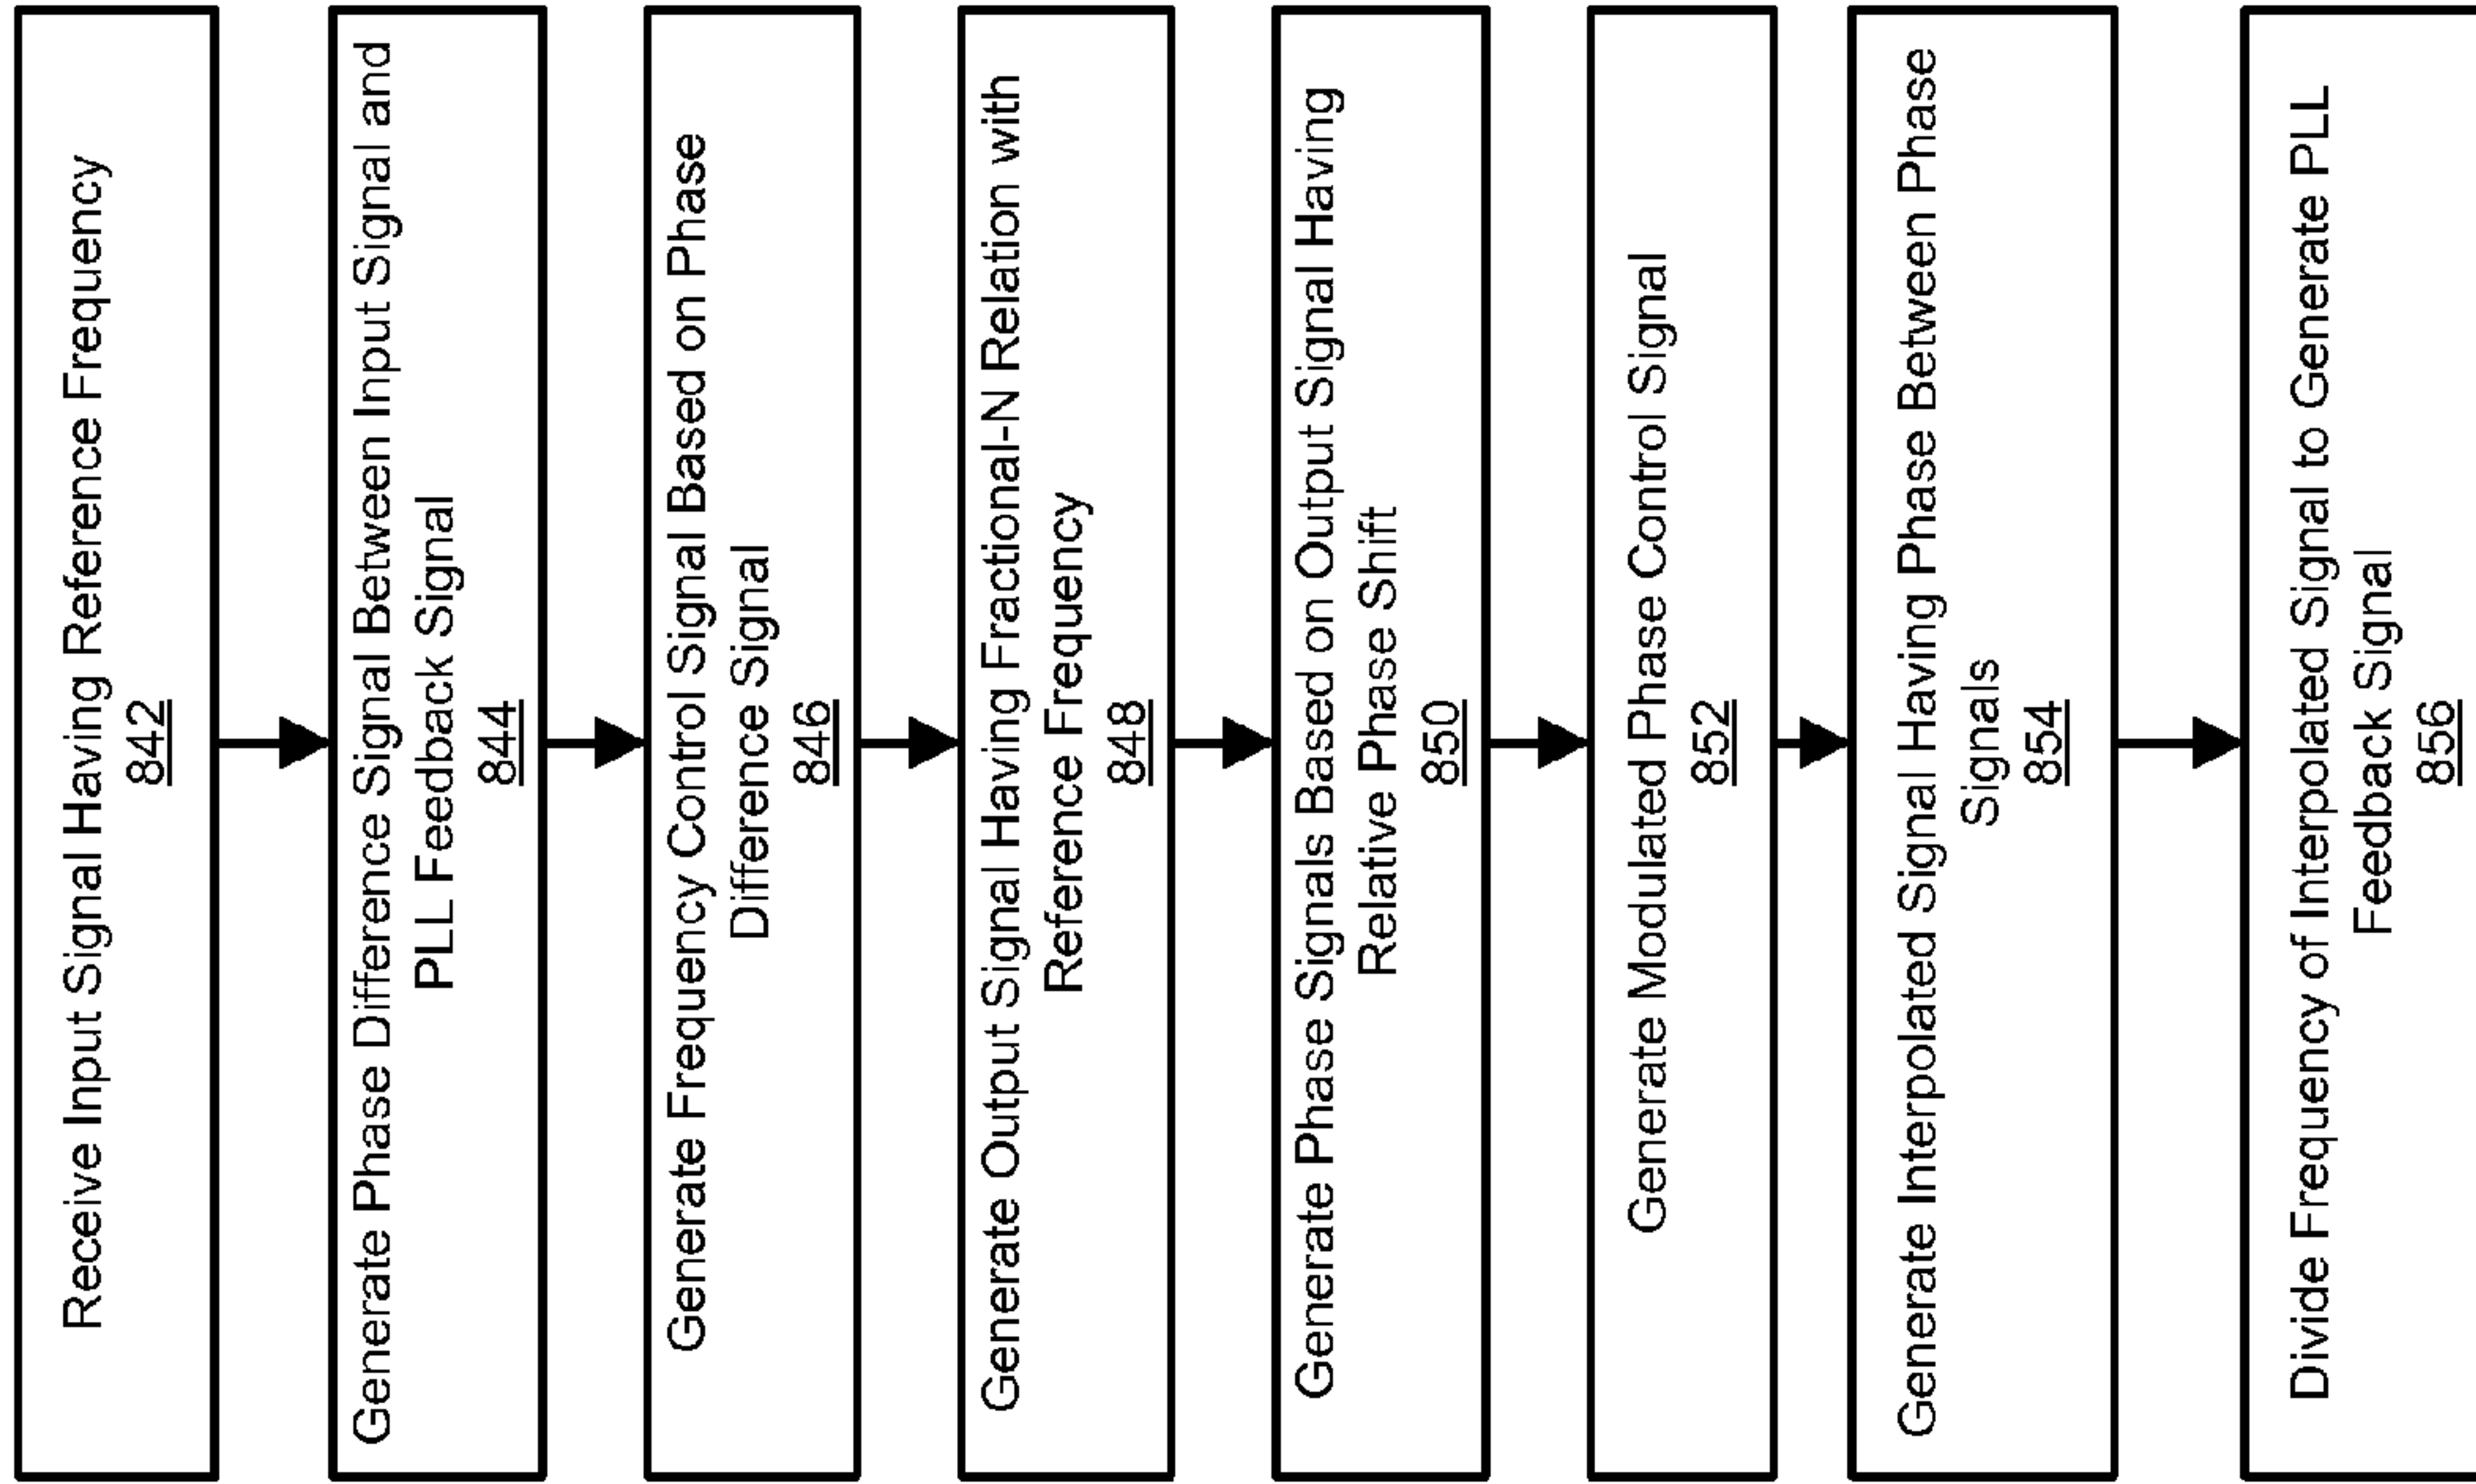 Receive Input Signal Having Reference Frequency
842
Generate Phase Difference Signal Between Input Signal and
PLL Feedback Signal
844
Generate Frequency Control Signal Based on Phase
Difference Signal
846
Generate Output Signal Having Fractional-N Relation with
Reference Frequency
848
Generate Phase Signals Based on Output Signal Having
Relative Phase Shift
850
Generate Modulated Phase Control Signal
852
Generate Interpolated Signal Having Phase Between Phase
Signals
854
Divide Frequency of Interpolated Signal to Generate PLL
Feedback Signal
856